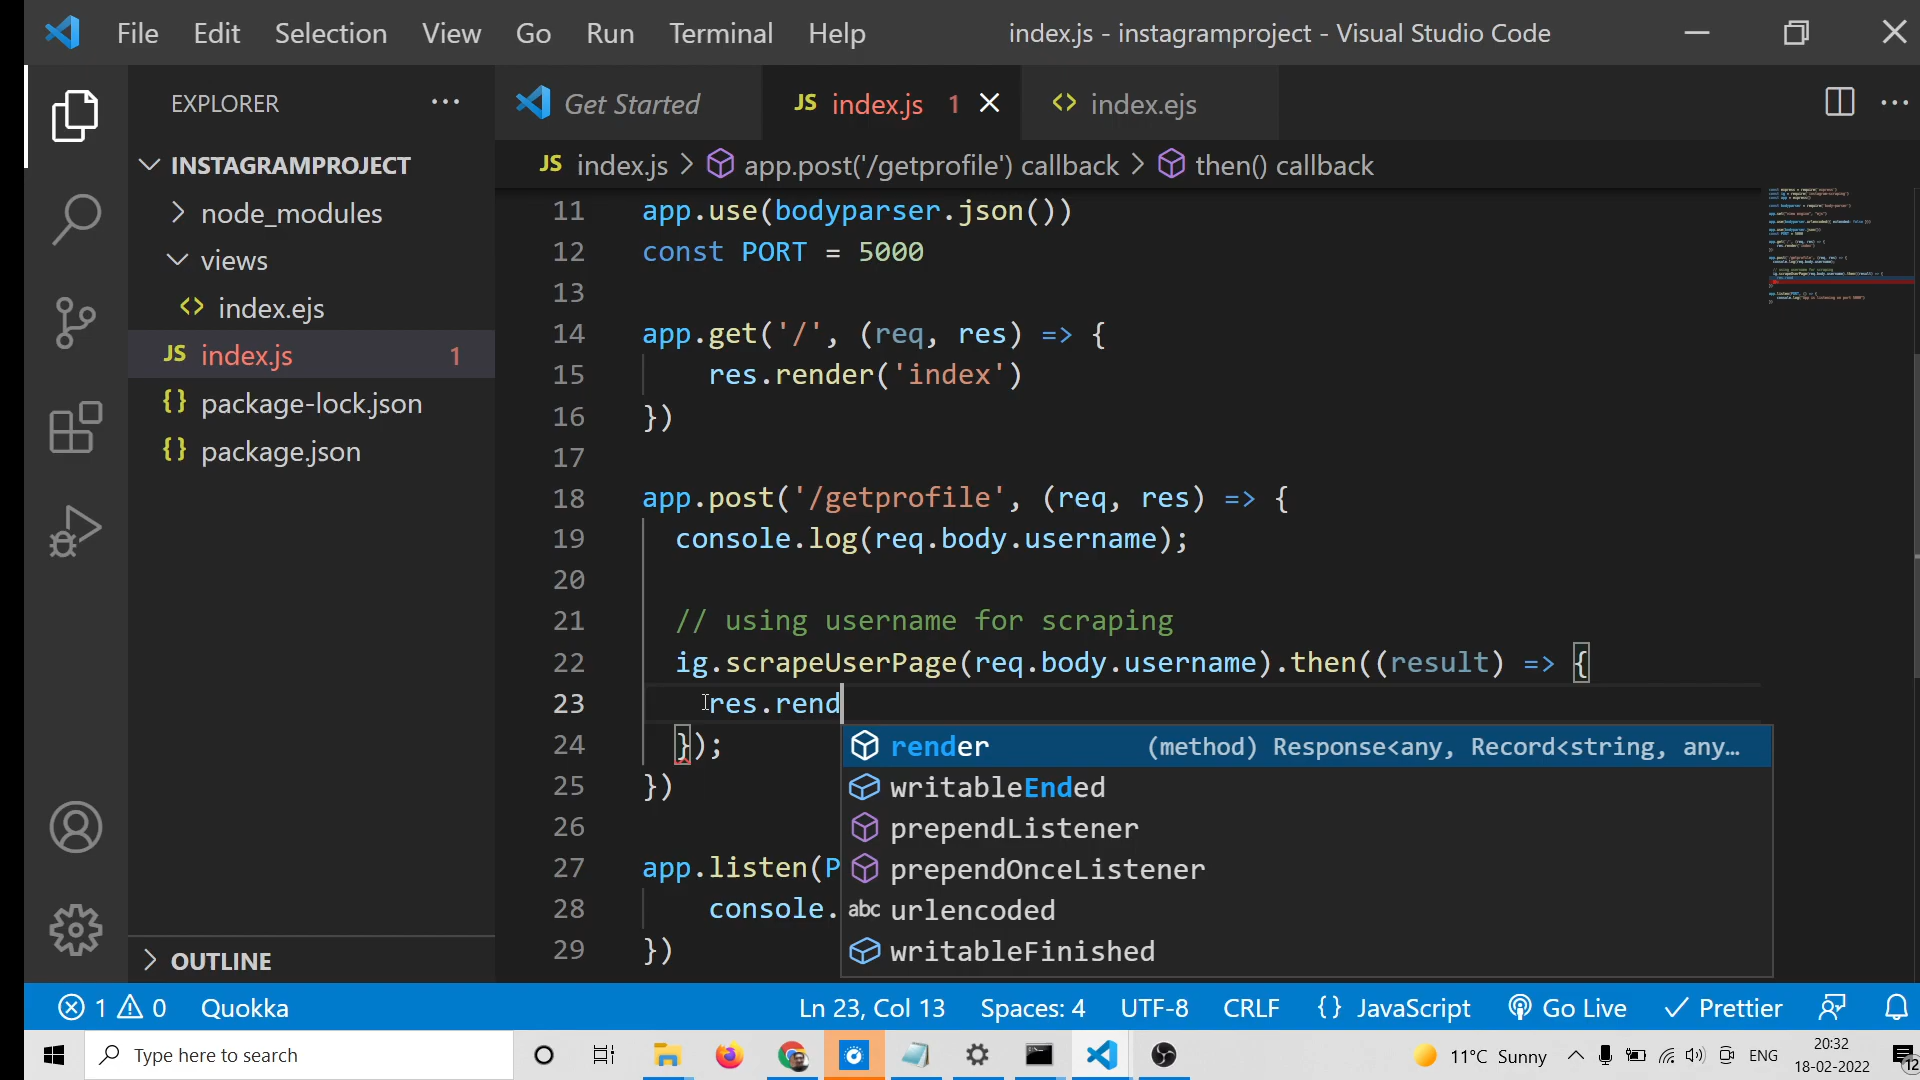 File Edit Selection View Go Run Terminal Help index.js - instagramproject - Visual Studio Code
EXPLORER
Get Started
JS index.js 1
index.ejs
INSTAGRAMPROJECT
node_modules
views
index.ejs
JS index.js 1
package-lock.json
package.json
OUTLINE
JS index.js > app.post('/getprofile') callback > then() callback
11 app.use(bodyparser.json())
12 const PORT = 5000
13
14 app.get('/', (req, res) => {
15 res.render('index')
16 })
17
18 app.post('/getprofile', (req, res) => {
19 console.log(req.body.username);
20
21 // using username for scraping
22 ig.scrapeUserPage(req.body.username).then((result) => {
23 res.rend
24 });
25 })
26
27 app.listen(P
28 console.
29 })
render (method) Response<any, Record<string, any…
writableEnded
prependListener
prependOnceListener
abc urlencoded
writableFinished
1 0 Quokka Ln 23, Col 13 Spaces: 4 UTF-8 CRLF {} JavaScript Go Live Prettier
Type here to search
11°C Sunny
ENG
20:32
18-02-2022
12